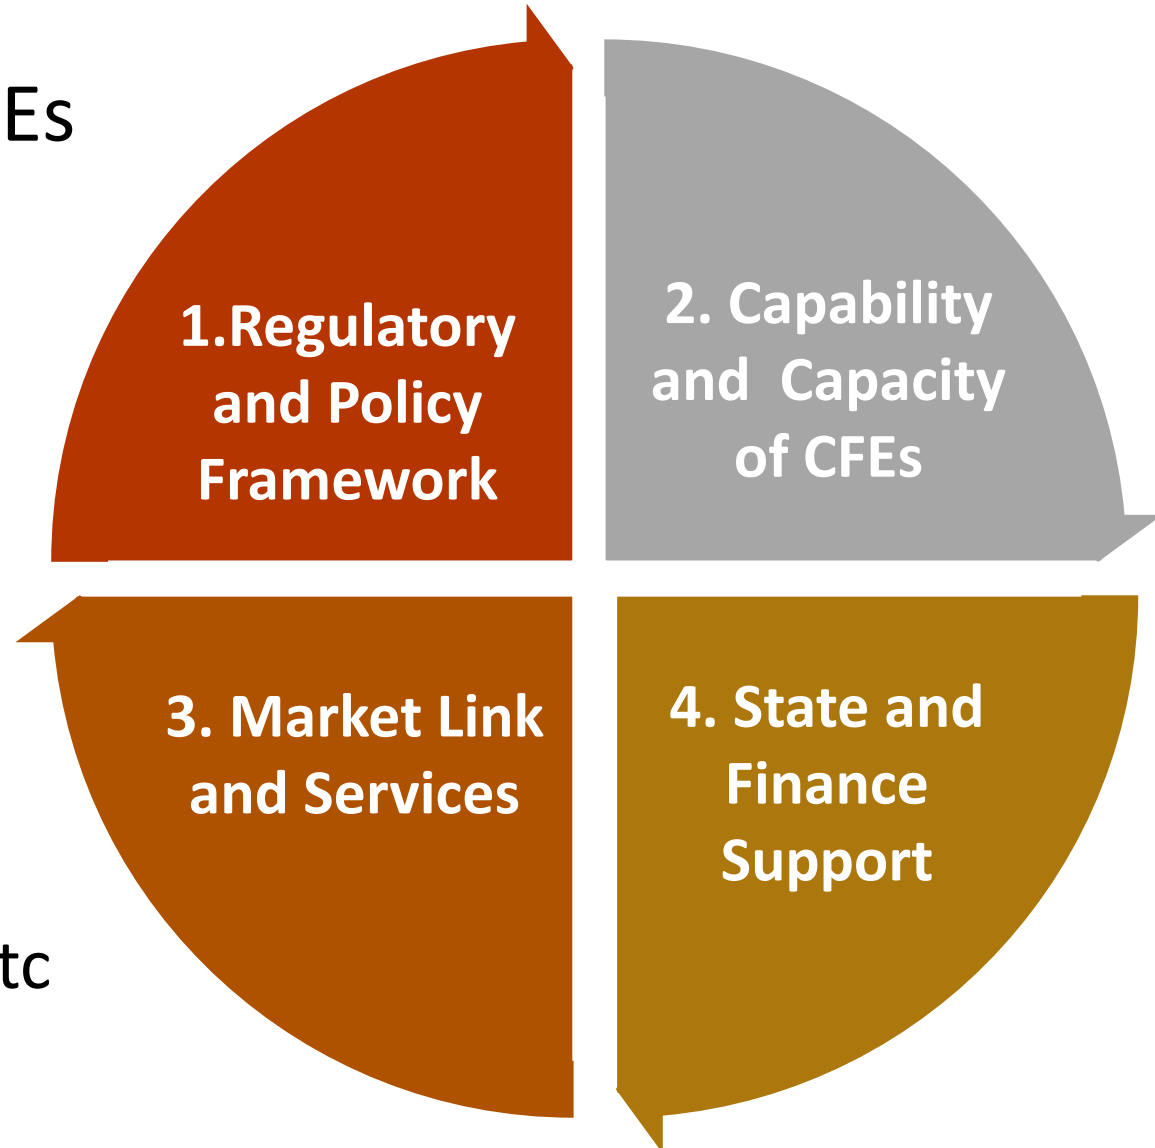 Es
1.Regulatory
and Policy
Framework
2. Capability
and  Capacity
of CFEs
3. Market Link
and Services
4. State and
Finance
Support
tc